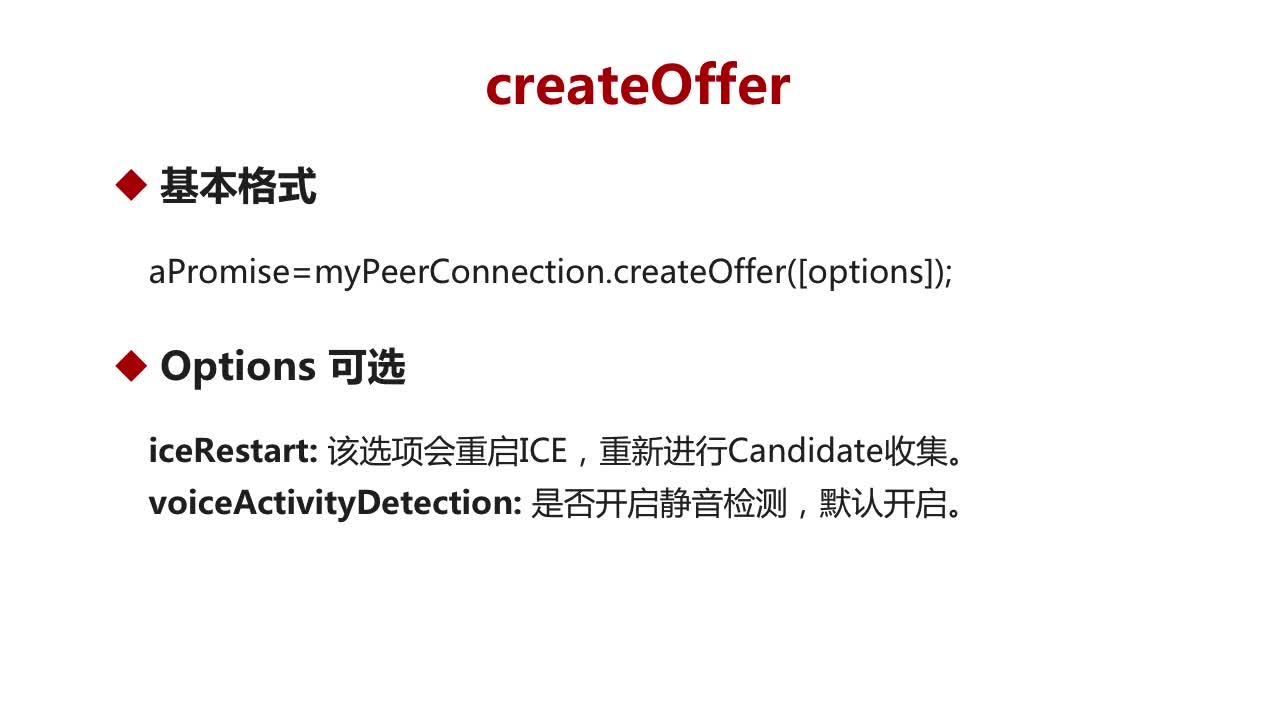 createOffer
基本格式
aPromise=myPeerConnection.createOffer([options]);
Options 可选
iceRestart: 该选项会重启ICE，重新进行Candidate收集。
voiceActivityDetection: 是否开启静音检测，默认开启。